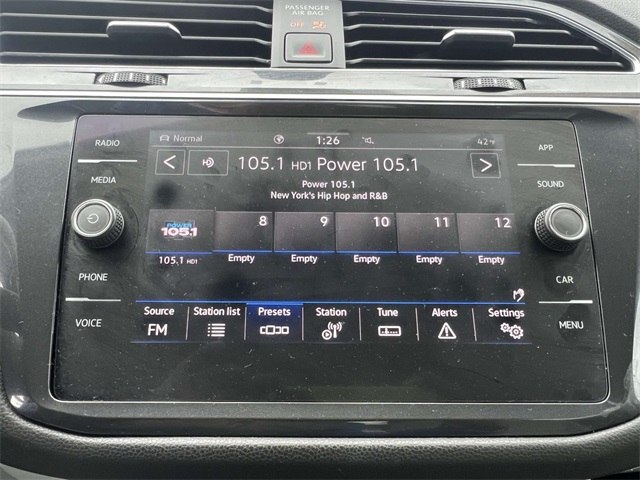 PASSENGER
AIR BAG
OFF
RADIO
MEDIA
PHONE
VOICE
Normal
1:26
42°F
105.1 HD1 Power 105.1
Power 105.1
New York's Hip Hop and R&B
POWER
105.1
105.1 HD1
8
Empty
9
Empty
10
Empty
11
Empty
12
Empty
Source
FM
Station list
Presets
Station
Tune
Alerts
Settings
APP
SOUND
CAR
MENU